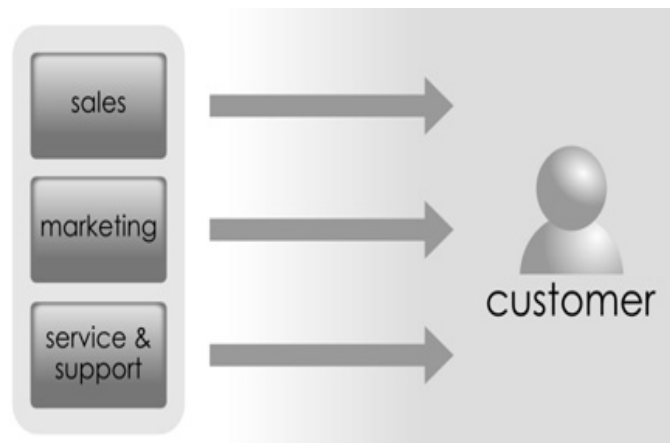 sales
marketing
service &
support
customer